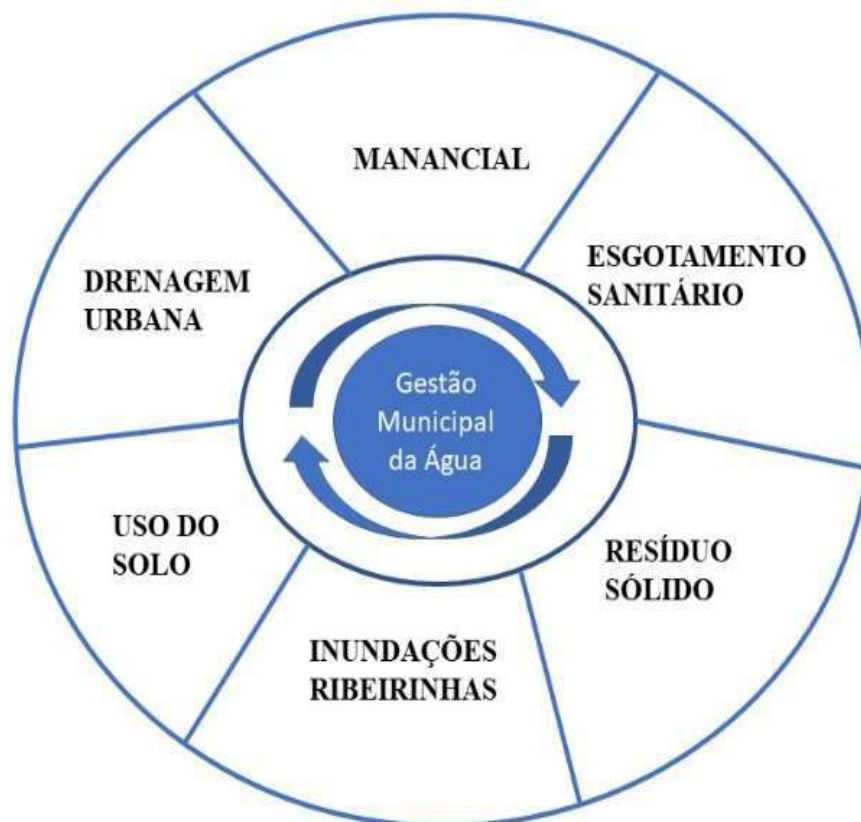 MANANCIAL
ESGOTAMENTO
SANITÁRIO
DRENAGEM
URBANA
Gestão
Municipal
da Água
USO DO
SOLO
RESÍDUO
SÓLIDO
INUNDAÇÕES
RIBEIRINHAS